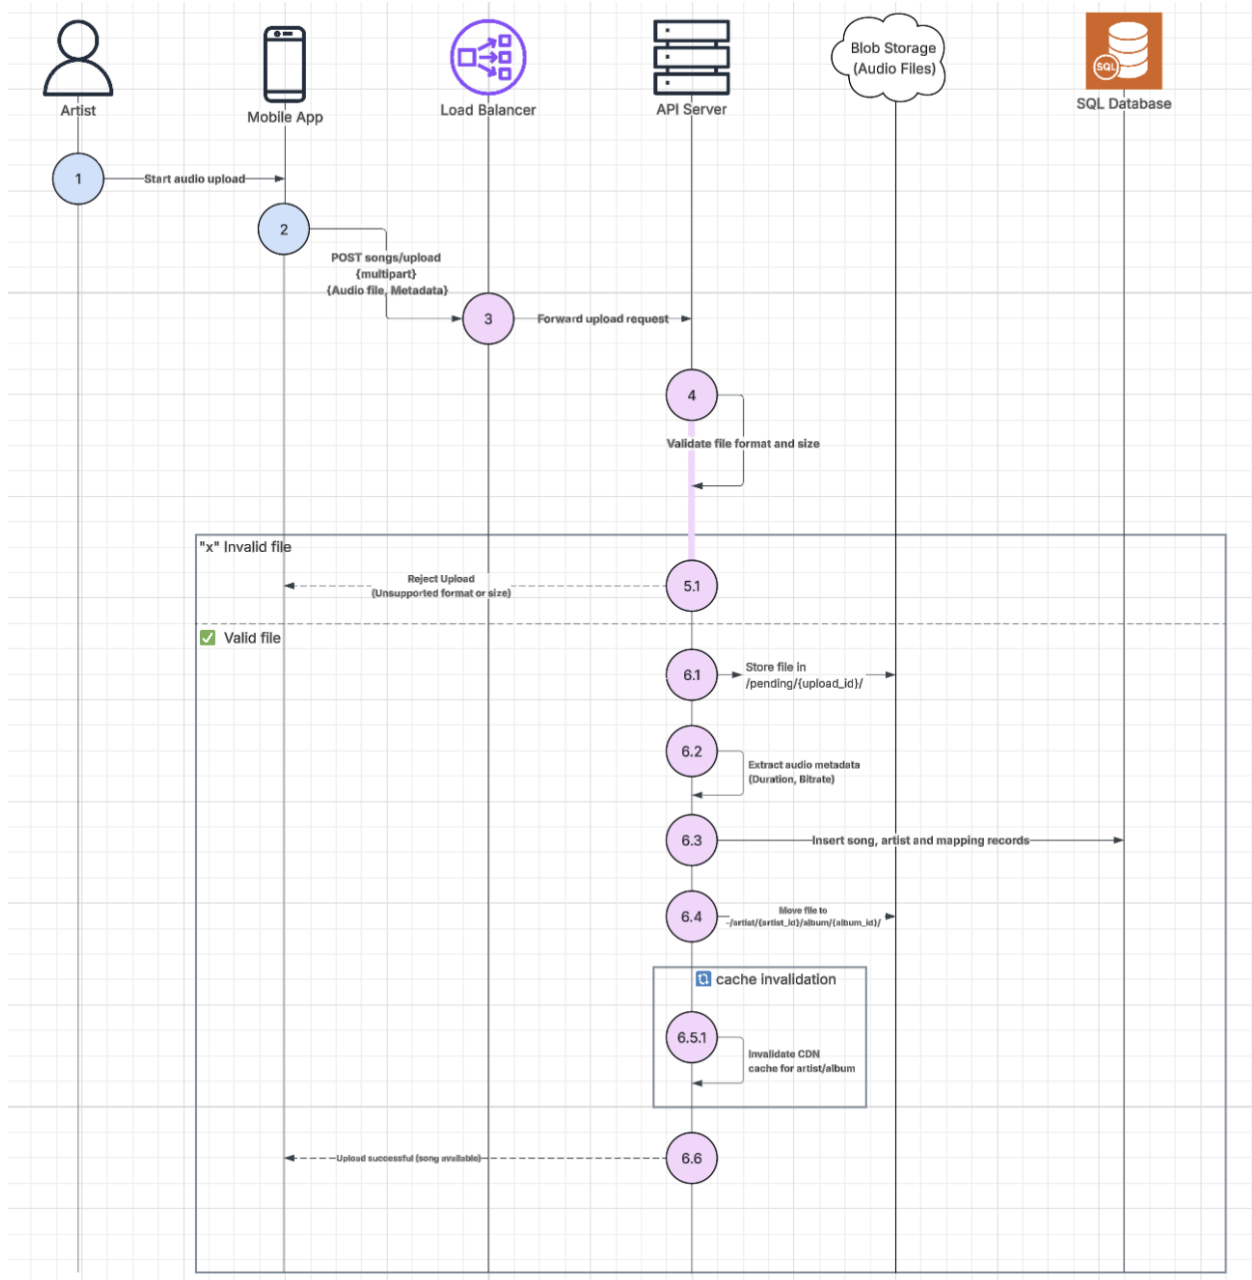 Artist
Mobile App
Load Balancer
API Server
Blob Storage
(Audio Files)
SQL
SQL Database
1
Start audio upload
2
POST songs/upload
{multipart}
{Audio file, Metadata}
3
Forward upload request
4
Validate file format and size
"x" Invalid file
Reject Upload
(Unsupported format or size)
5.1
✅ Valid file
6.1
Store file in
/pending/{upload_id}/
6.2
Extract audio metadata
(Duration, Bitrate)
6.3
Insert song, artist and mapping records
6.4
Move file to
-/artist/{artist_id}/album/{album_id}/
🔃 cache invalidation
6.5.1
Invalidate CDN
cache for artist/album
Upload successful (song available)
6.6